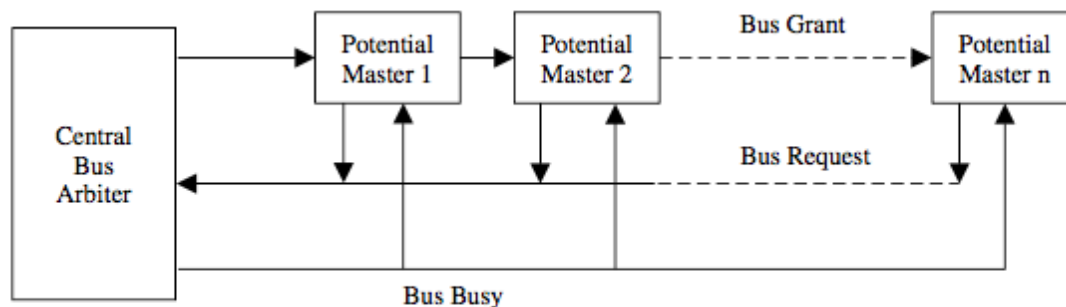 Central
Bus
Arbiter
Potential
Master 1
Potential
Master 2
Bus Grant
Potential
Master n
Bus Request
Bus Busy